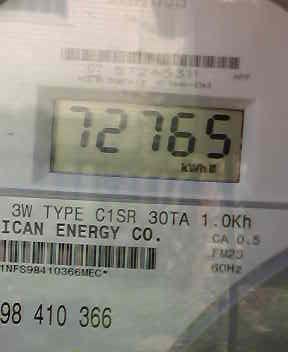 72765
kWh
3W TYPE C1SR 30TA 1.0Kh
ICAN ENERGY CO.
CA 0.5
FM23
60Hz
1NFS98410366MEC*
98 410 366